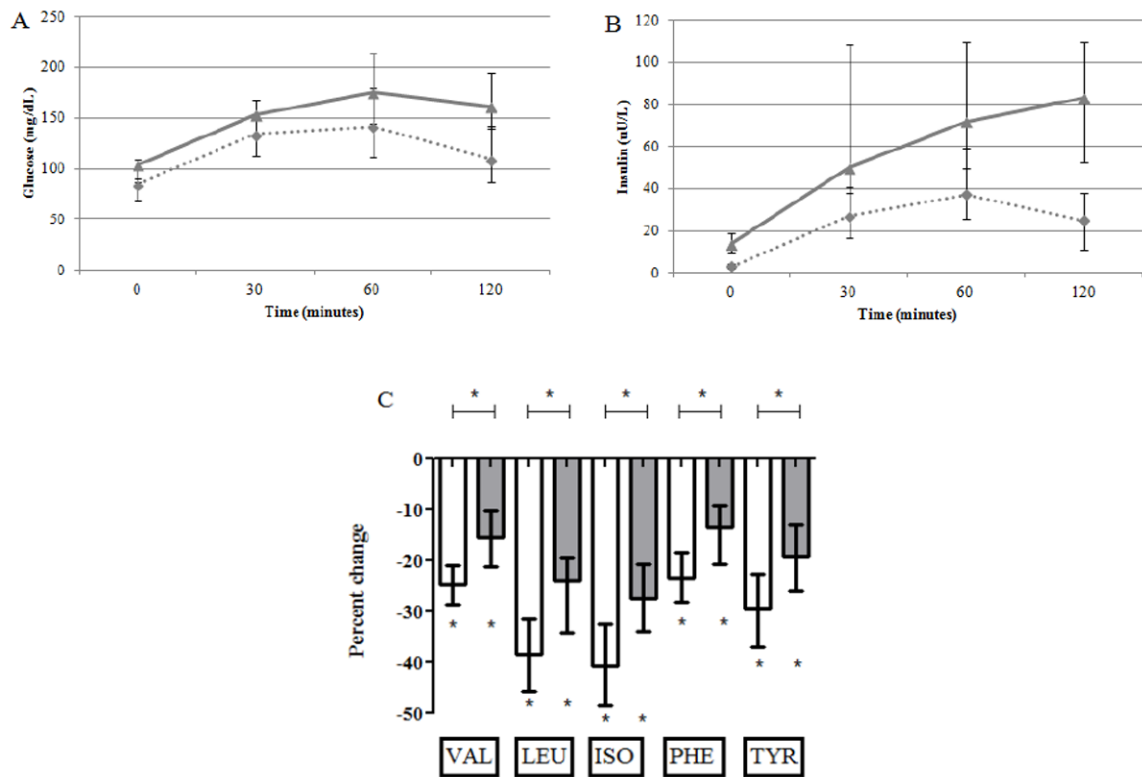 A
Glucose (mg/dL)
250
200
150
100
50
0
0 30 60 120
Time (minutes)
B
Insulin (uU/L)
120
100
80
60
40
20
0
0 30 60 120
Time (minutes)
C
* * * * *
Percent change
0
-10
-20
-30
-40
-50
* * * * * * * * * *
VAL LEU ISO PHE TYR